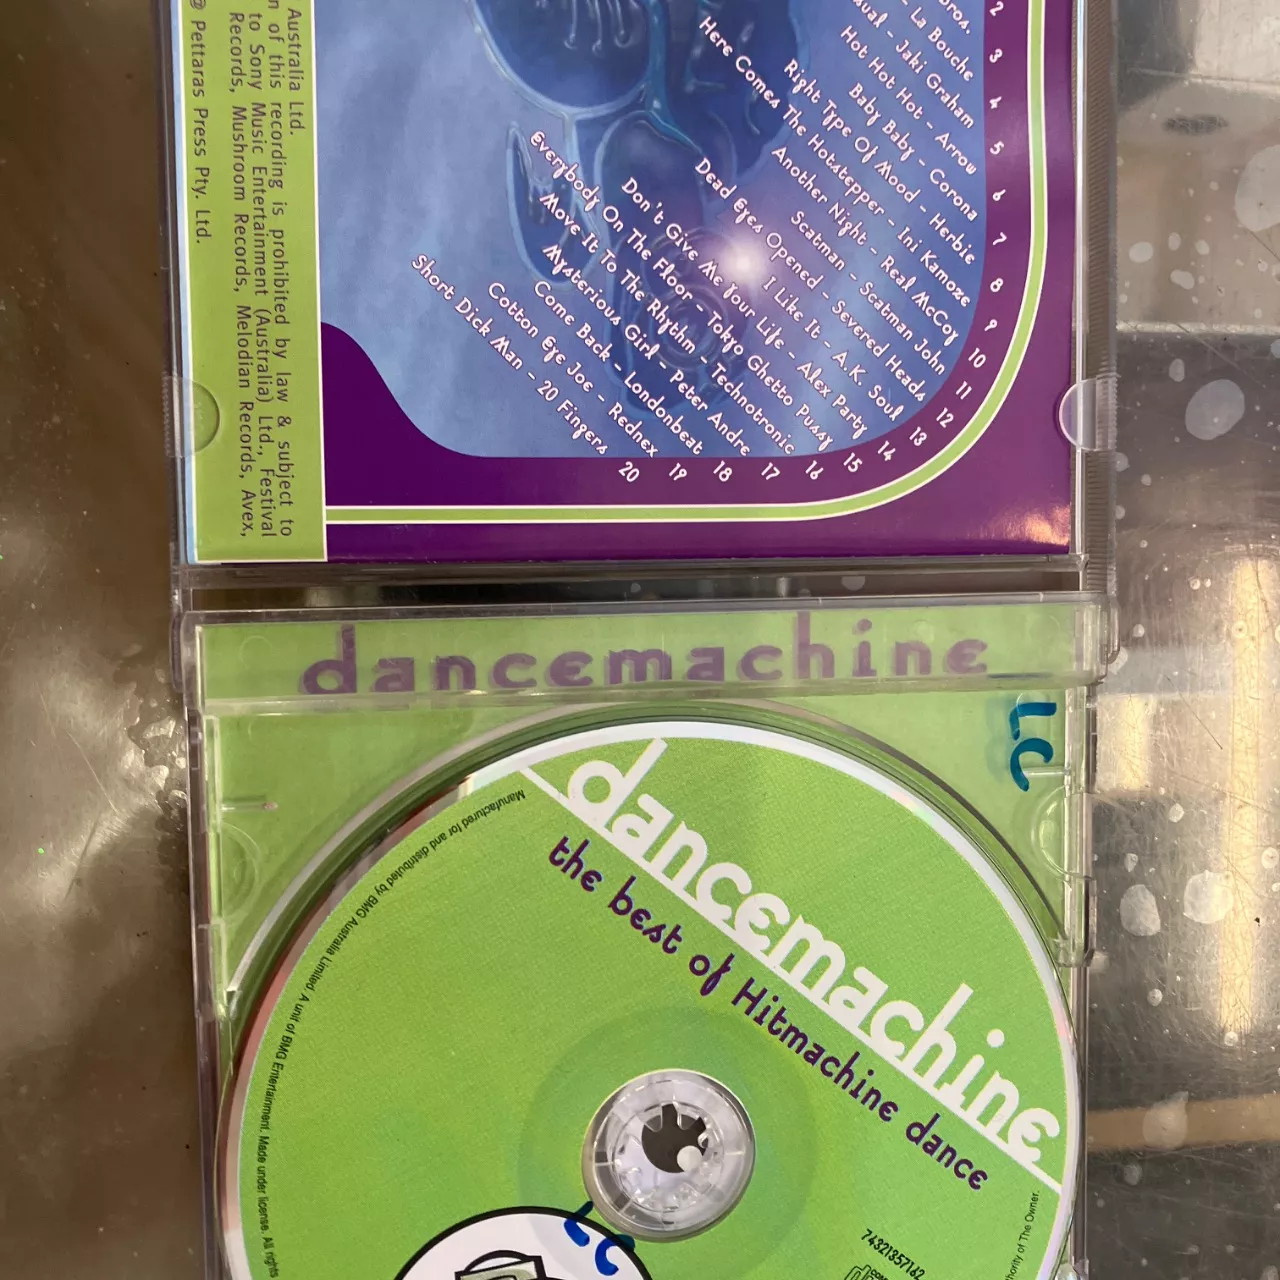 Australia Ltd.
of this recording is prohibited by law & subject to
to Sony Music Entertainment (Australia) Ltd., Festival
Records, Mushroom Records, Melodian Records, Avex,
@ Pettaras Press Pty. Ltd.
Bros.
- La Bouche 2
- Jaki Graham 3
Hot Hot Hot - Arrow 4
Baby Baby - Corona 5
Right Type Of Mood - Herbie 6
Here Comes The Hotstepper - Ini Kamoze 7
Another Night - Real McCoy 8
Scatman - Scatman John 9
Dead Eyes Opened - Severed Heads 10
I Like It - A.K. Soul 11
Don't Give Me Your Life - Alex Party 12
Everybody On The Floor - Tokyo Ghetto Pussy 13
Move It To The Rhythm - Technotronic 14
Mysterious Girl - Peter Andre 15
Come Back - Londonbeat 16
Cotton Eye Joe - Rednex 17
Short Dick Man - 20 Fingers 18
19
20
dancemachine
LC
dancemachine
the best of Hitmachine dance
Manufactured for and distributed by BMG Australia Limited. A unit of BMG Entertainment. Made under license. All rights
authority of The Owner.
74321357162
LC